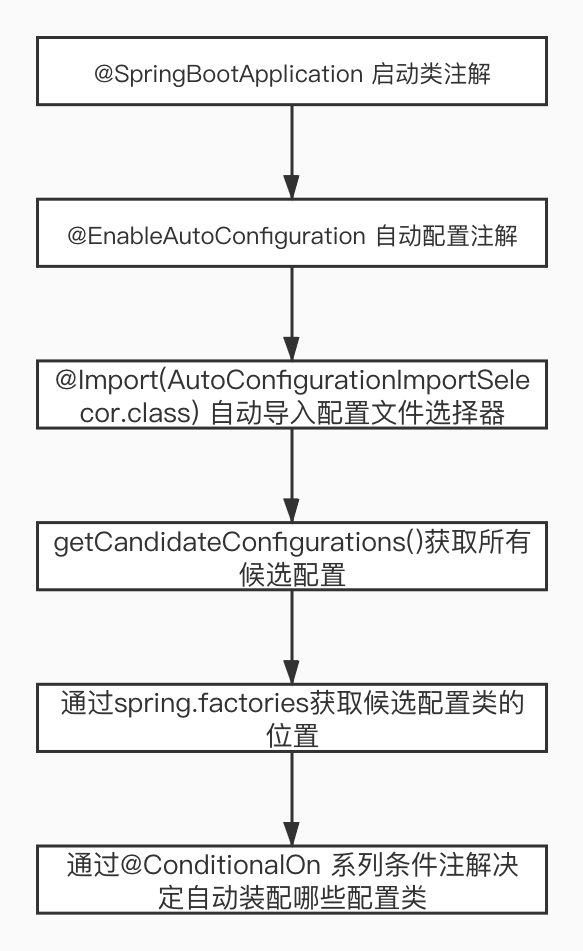 @SpringBootApplication 启动类注解
@EnableAutoConfiguration 自动配置注解
@Import(AutoConfigurationImportSele
cor.class) 自动导入配置文件选择器
getCandidateConfigurations()获取所有
候选配置
通过spring.factories获取候选配置类的
位置
通过@ConditionalOn 系列条件注解决
定自动装配哪些配置类